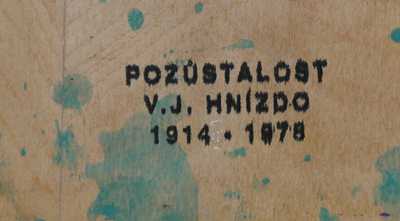 POZŮSTALOST
V.J. HNÍZDO
1914 • 1978